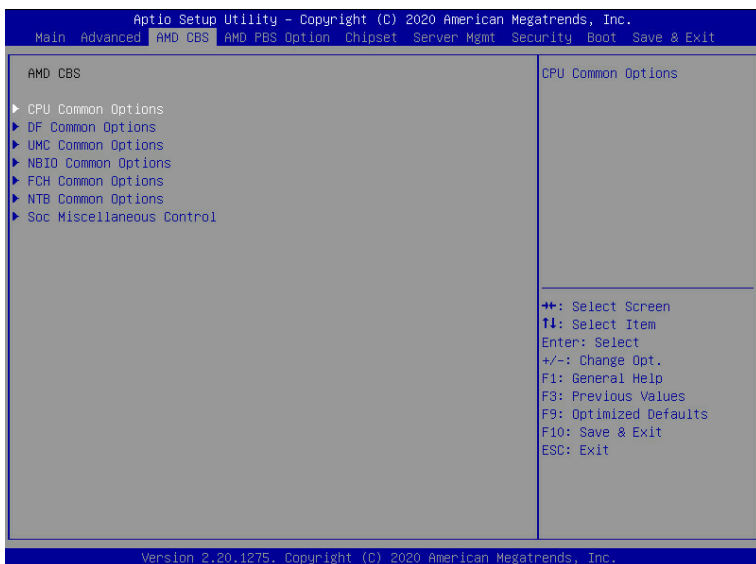 Aptio Setup Utility – Copyright (C) 2020 American Megatrends, Inc.
Main Advanced AMD CBS AMD PBS Option Chipset Server Mgmt Security Boot Save & Exit
AMD CBS
CPU Common Options
DF Common Options
UMC Common Options
NBIO Common Options
FCH Common Options
NTB Common Options
Soc Miscellaneous Control
CPU Common Options
→←: Select Screen
↑↓: Select Item
Enter: Select
+/-: Change Opt.
F1: General Help
F3: Previous Values
F9: Optimized Defaults
F10: Save & Exit
ESC: Exit
Version 2.20.1275. Copyright (C) 2020 American Megatrends, Inc.